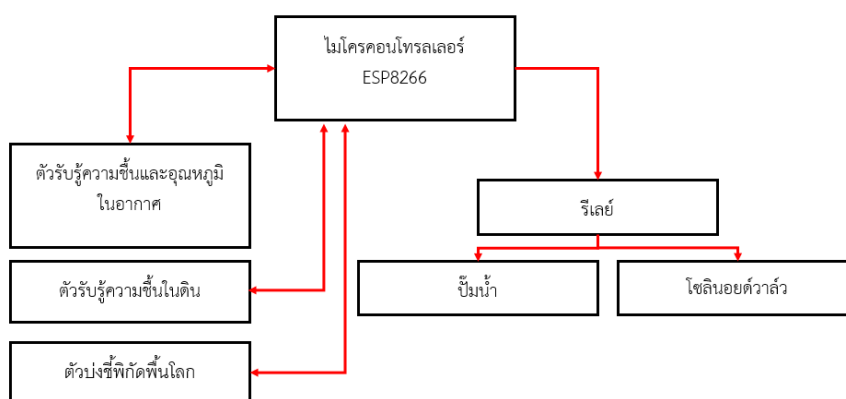 ไมโครคอนโทรลเลอร์
ESP8266
ตัวรับรู้ความชื้นและอุณหภูมิ
ในอากาศ
รีเลย์
ตัวรับรู้ความชื้นในดิน
ปั๊มน้ำ
โซลินอยด์วาล์ว
ตัวบ่งชี้พิกัดพื้นโลก